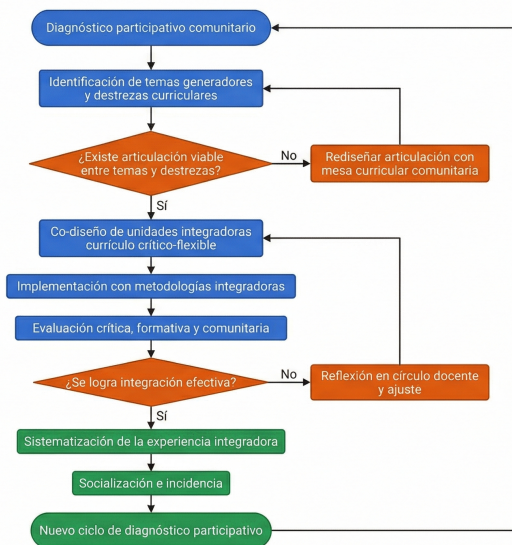 Diagnóstico participativo comunitario
Identificación de temas generadores
y destrezas curriculares
¿Existe articulación viable
entre temas y destrezas?
No
Rediseñar articulación con
mesa curricular comunitaria
Sí
Co-diseño de unidades integradoras
currículo crítico-flexible
Implementación con metodologías integradoras
Evaluación crítica, formativa y comunitaria
¿Se logra integración efectiva?
No
Reflexión en círculo docente
y ajuste
Sí
Sistematización de la experiencia integradora
Socialización e incidencia
Nuevo ciclo de diagnóstico participativo